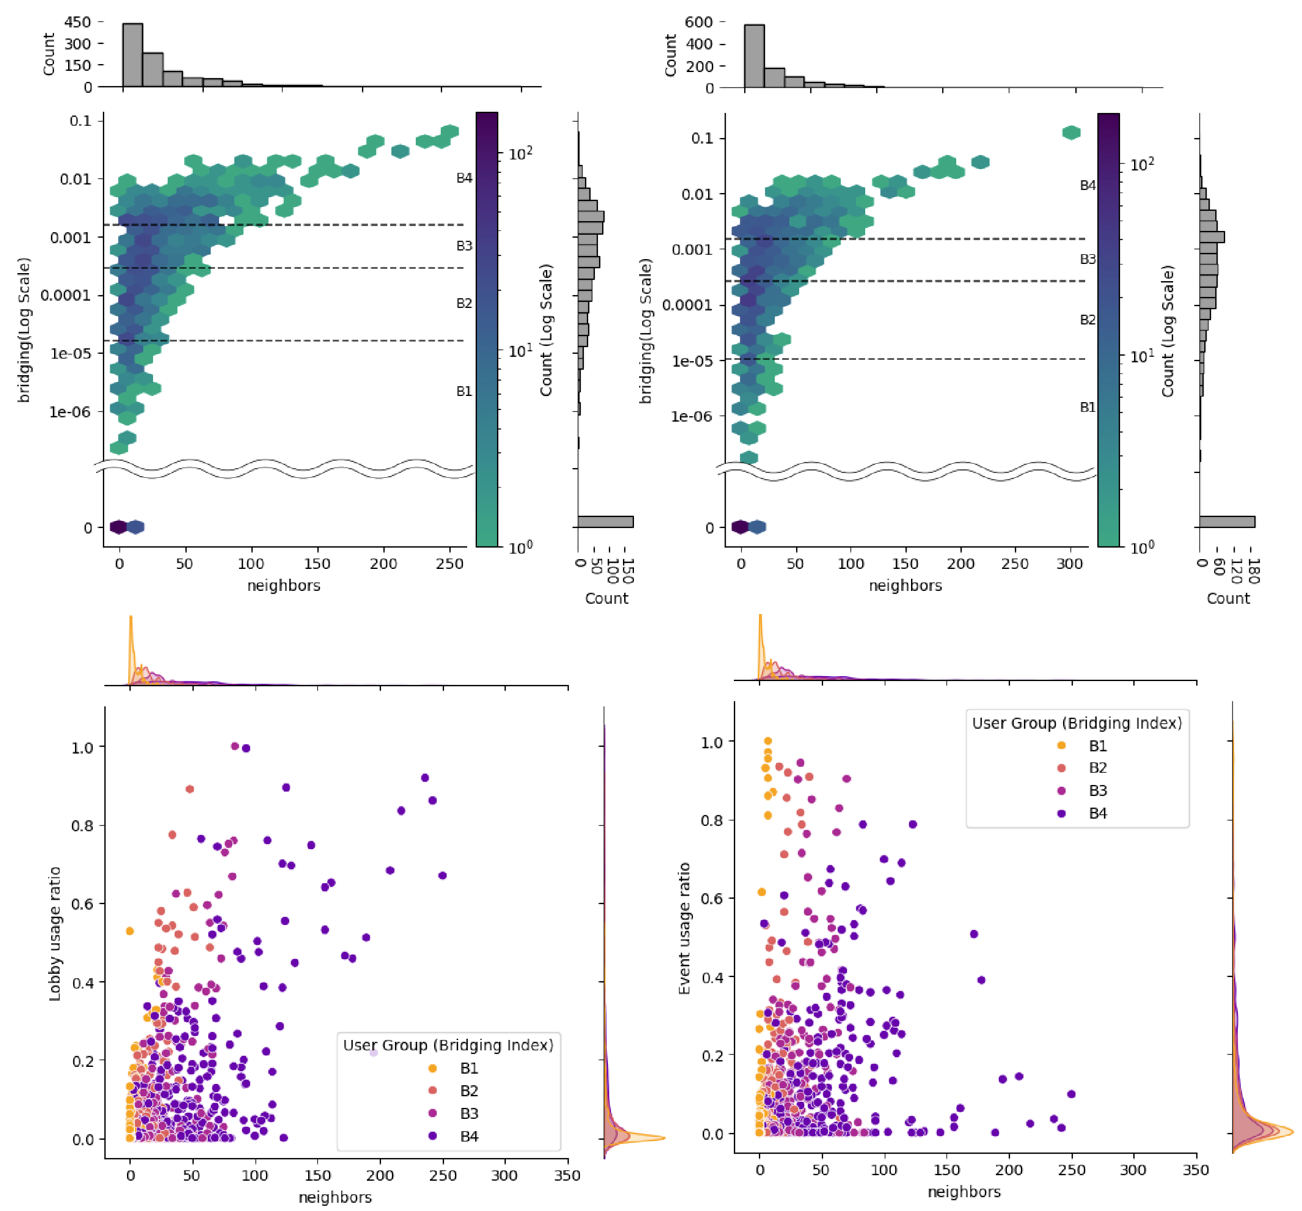 450
300
150
0
Count
600
400
200
0
Count
0.1
0.01
0.001
0.0001
1e-05
1e-06
0
bridging(Log Scale)
B4
B3
B2
B1
10²
10¹
10⁰
Count (Log Scale)
0 50 100 150 200 250
neighbors
0 50 100 150
Count
0.1
0.01
0.001
0.0001
1e-05
1e-06
0
bridging(Log Scale)
B4
B3
B2
B1
10²
10¹
10⁰
Count (Log Scale)
0 50 100 150 200 250 300
neighbors
0 60 120 180
Count
1.0
0.8
0.6
0.4
0.2
0.0
Lobby usage ratio
User Group (Bridging Index)
B1
B2
B3
B4
0 50 100 150 200 250 300 350
neighbors
1.0
0.8
0.6
0.4
0.2
0.0
Event usage ratio
User Group (Bridging Index)
B1
B2
B3
B4
0 50 100 150 200 250 300 350
neighbors